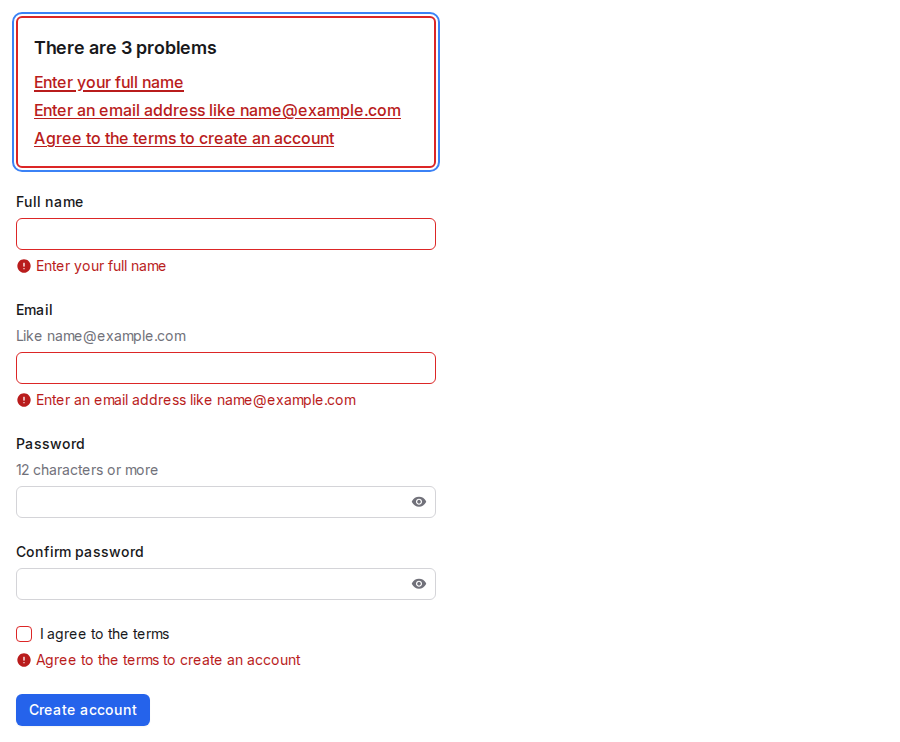 There are 3 problems
Enter your full name
Enter an email address like name@example.com
Agree to the terms to create an account
Full name
Enter your full name
Email
Like name@example.com
Enter an email address like name@example.com
Password
12 characters or more
Confirm password
I agree to the terms
Agree to the terms to create an account
Create account